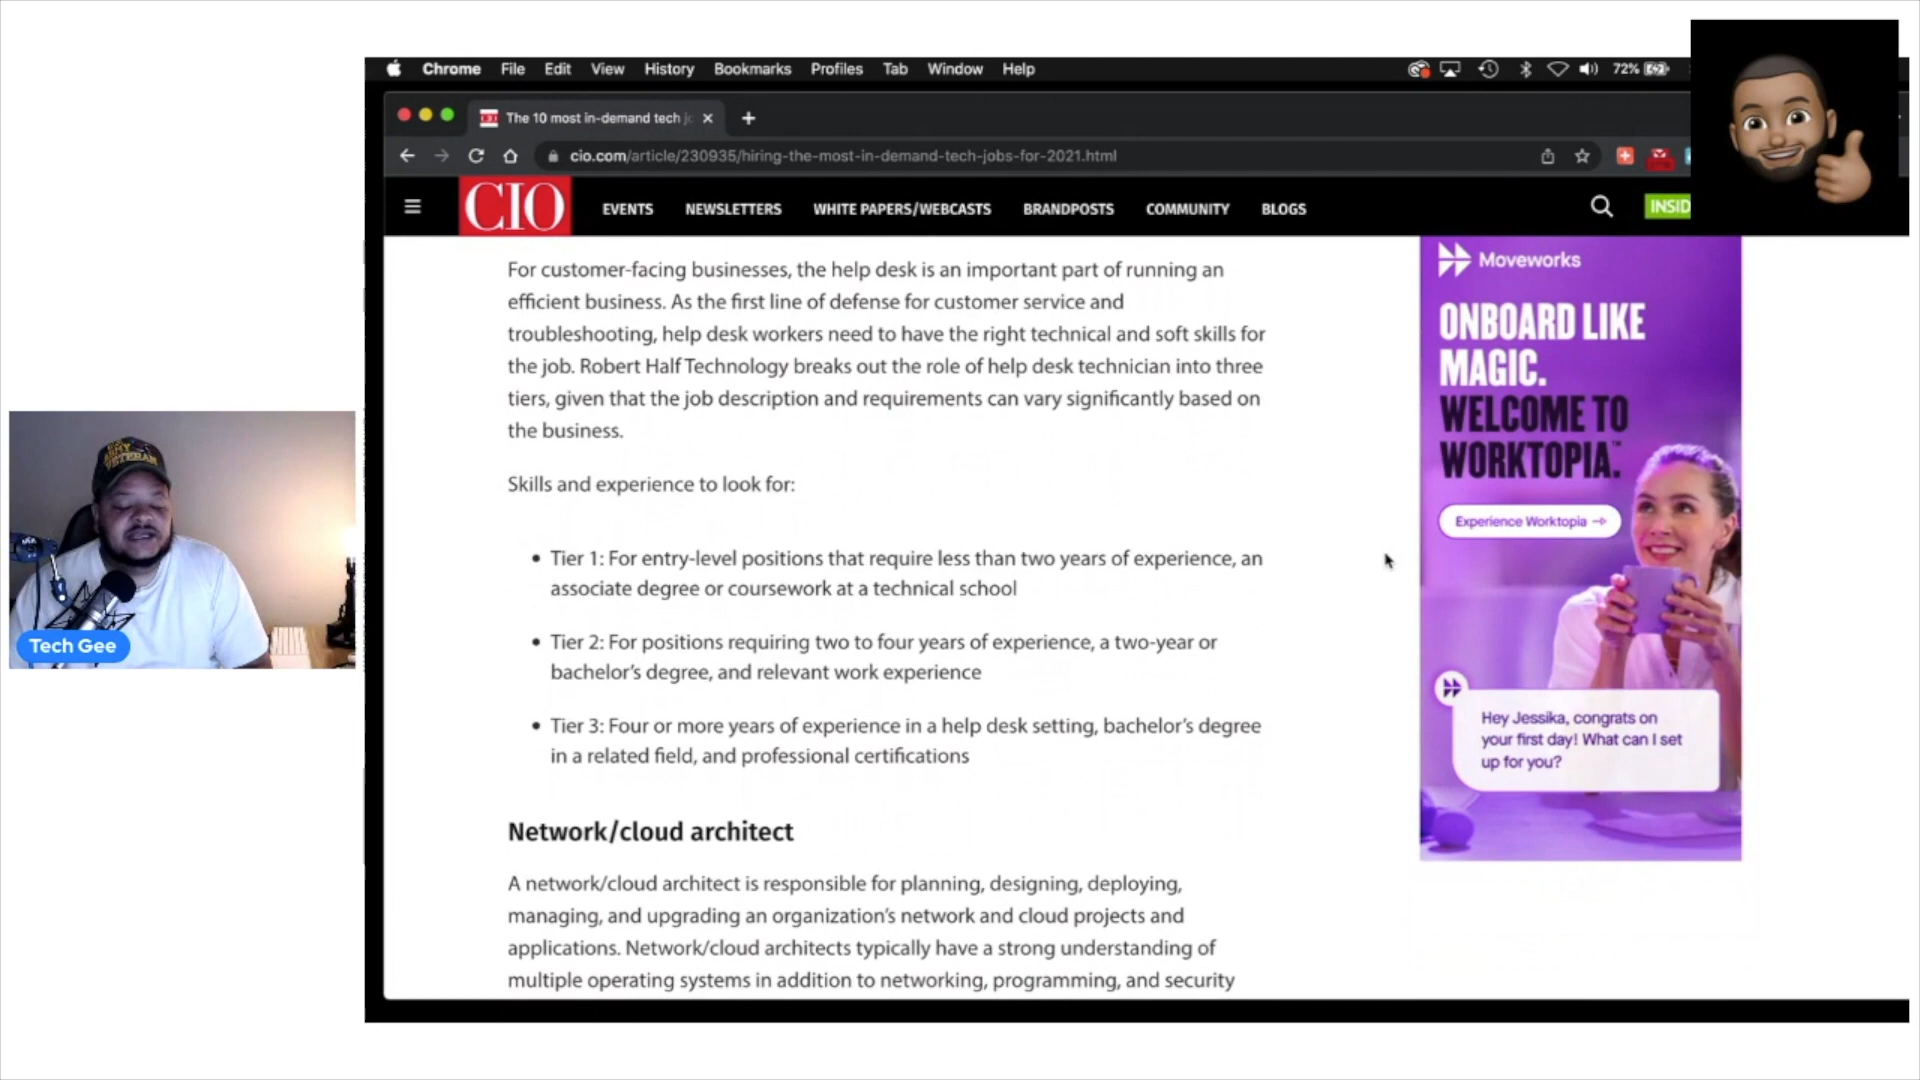 Chrome File Edit View History Bookmarks Profiles Tab Window Help
72%
The 10 most in-demand tech
cio.com/article/230935/hiring-the-most-in-demand-tech-jobs-for-2021.html
CIO
EVENTS NEWSLETTERS WHITE PAPERS/WEBCASTS BRANDPOSTS COMMUNITY BLOGS
INSID
For customer-facing businesses, the help desk is an important part of running an
efficient business. As the first line of defense for customer service and
troubleshooting, help desk workers need to have the right technical and soft skills for
the job. Robert Half Technology breaks out the role of help desk technician into three
tiers, given that the job description and requirements can vary significantly based on
the business.
Skills and experience to look for:
• Tier 1: For entry-level positions that require less than two years of experience, an
associate degree or coursework at a technical school
• Tier 2: For positions requiring two to four years of experience, a two-year or
bachelor's degree, and relevant work experience
• Tier 3: Four or more years of experience in a help desk setting, bachelor's degree
in a related field, and professional certifications
Network/cloud architect
A network/cloud architect is responsible for planning, designing, deploying,
managing, and upgrading an organization's network and cloud projects and
applications. Network/cloud architects typically have a strong understanding of
multiple operating systems in addition to networking, programming, and security
Moveworks
ONBOARD LIKE
MAGIC.
WELCOME TO
WORKTOPIA.™
Experience Worktopia →
Hey Jessika, congrats on
your first day! What can I set
up for you?
ARMY
VETERAN
Tech Gee